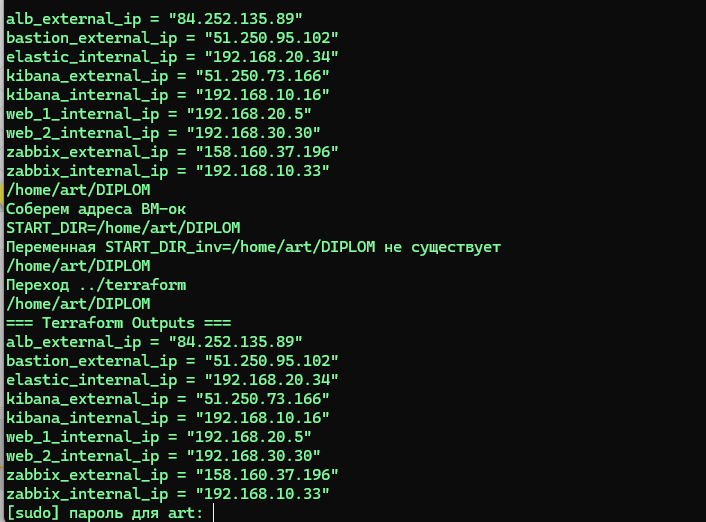 alb_external_ip = "84.252.135.89"
bastion_external_ip = "51.250.95.102"
elastic_internal_ip = "192.168.20.34"
kibana_external_ip = "51.250.73.166"
kibana_internal_ip = "192.168.10.16"
web_1_internal_ip = "192.168.20.5"
web_2_internal_ip = "192.168.30.30"
zabbix_external_ip = "158.160.37.196"
zabbix_internal_ip = "192.168.10.33"
/home/art/DIPLOM
Соберем адреса ВМ-ок
START_DIR=/home/art/DIPLOM
Переменная START_DIR_inv=/home/art/DIPLOM не существует
/home/art/DIPLOM
Переход ../terraform
/home/art/DIPLOM
=== Terraform Outputs ===
alb_external_ip = "84.252.135.89"
bastion_external_ip = "51.250.95.102"
elastic_internal_ip = "192.168.20.34"
kibana_external_ip = "51.250.73.166"
kibana_internal_ip = "192.168.10.16"
web_1_internal_ip = "192.168.20.5"
web_2_internal_ip = "192.168.30.30"
zabbix_external_ip = "158.160.37.196"
zabbix_internal_ip = "192.168.10.33"
[sudo] пароль для art: